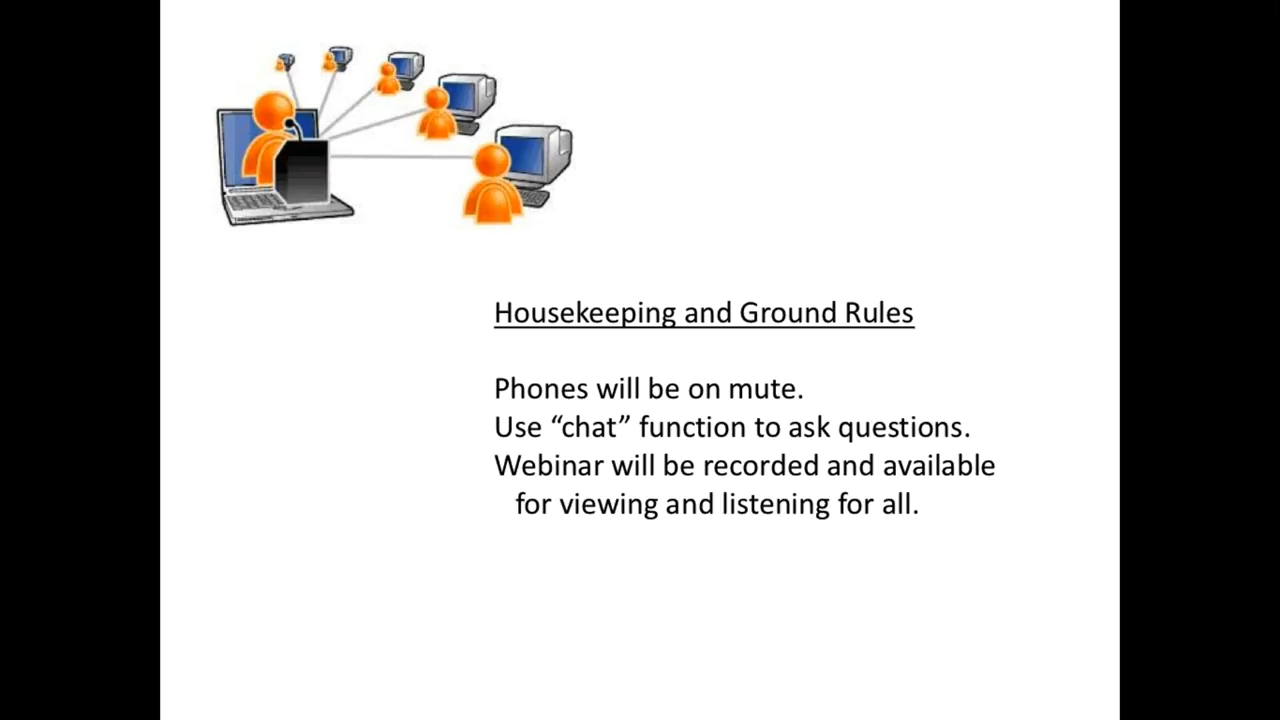 Housekeeping and Ground Rules
Phones will be on mute.
Use “chat” function to ask questions.
Webinar will be recorded and available
for viewing and listening for all.